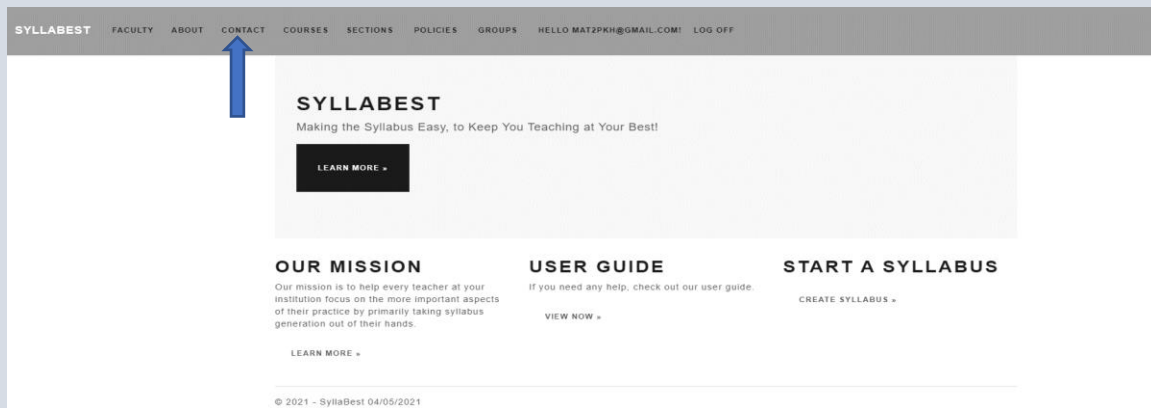 SYLLABEST FACULTY ABOUT CONTACT COURSES SECTIONS POLICIES GROUPS HELLO MAT2PKH@GMAIL.COM! LOG OFF
SYLLABEST
Making the Syllabus Easy, to Keep You Teaching at Your Best!
LEARN MORE »
OUR MISSION
Our mission is to help every teacher at your
institution focus on the more important aspects
of their practice by primarily taking syllabus
generation out of their hands.
LEARN MORE »
USER GUIDE
If you need any help, check out our user guide.
VIEW NOW »
START A SYLLABUS
CREATE SYLLABUS »
© 2021 - SyllaBest 04/05/2021